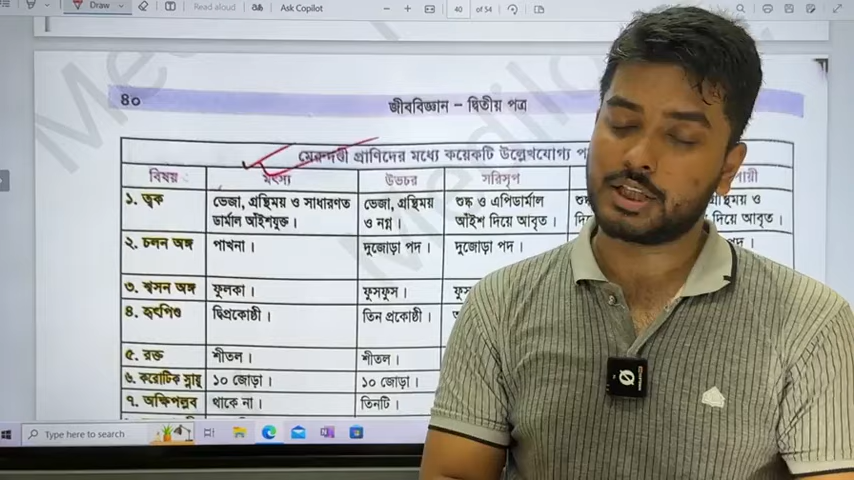 Draw
Read aloud
Ask Copilot
40 of 54
৪০
জীববিজ্ঞান – দ্বিতীয় পত্র
মেরুদণ্ডী প্রাণিদের মধ্যে কয়েকটি উল্লেখযোগ্য
বিষয় মৎস্য উভচর সরিসৃপ
১. ত্বক ভেজা, গ্রন্থিময় ও সাধারণত ভেজা, গ্রন্থিময় শুষ্ক ও এপিডার্মাল গ্রন্থিময় ও
ডার্মাল আঁইশযুক্ত। ও নগ্ন। আঁইশ দিয়ে আবৃত। দিয়ে আবৃত।
২. চলন অঙ্গ পাখনা। দুজোড়া পদ। দুজোড়া পদ।
৩. শ্বসন অঙ্গ ফুলকা। ফুসফুস।
৪. হৃৎপিণ্ড দ্বিপ্রকোষ্ঠী। তিন প্রকোষ্ঠী।
৫. রক্ত শীতল। শীতল।
৬. করোটিক স্নায়ু ১০ জোড়া। ১০ জোড়া।
৭. অক্ষিপল্লব থাকে না। তিনটি।
Type here to search